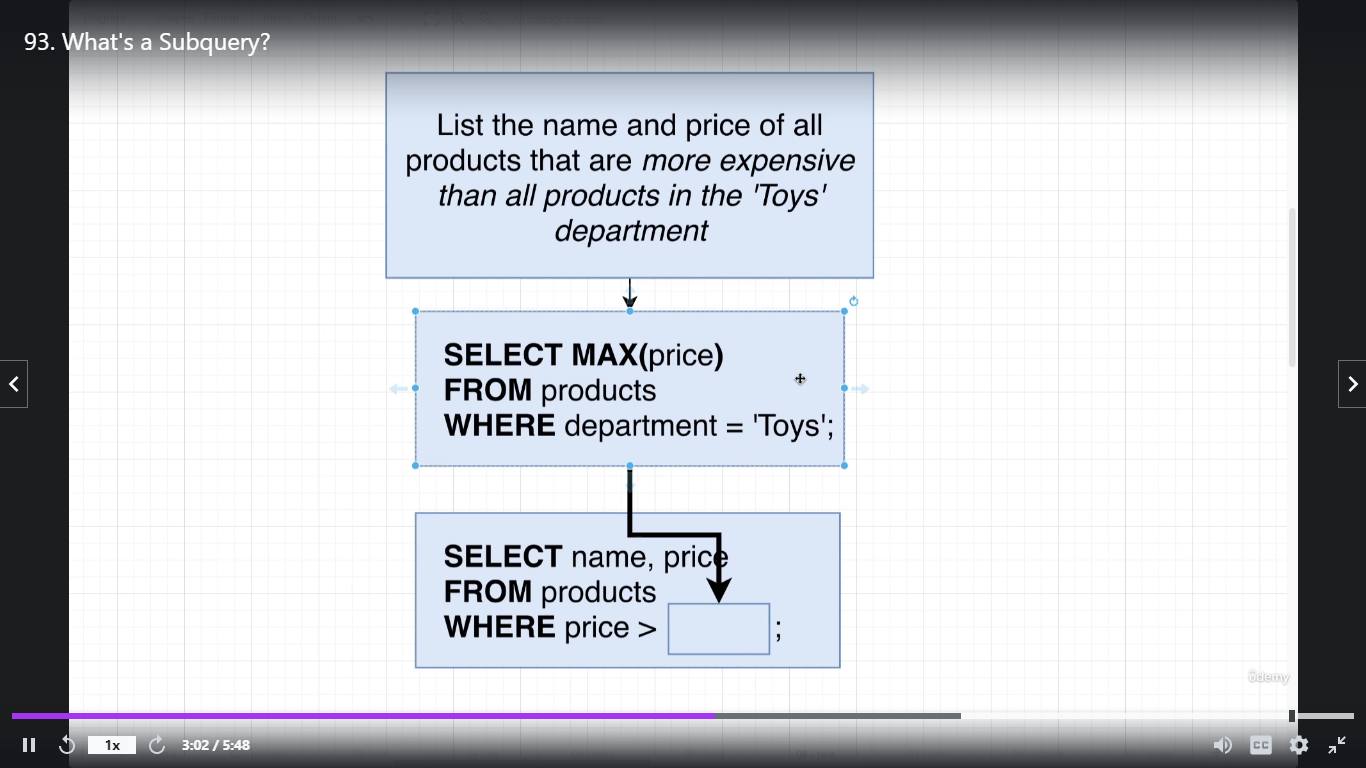 93. What's a Subquery?
List the name and price of all
products that are more expensive
than all products in the 'Toys'
department
SELECT MAX(price)
FROM products
WHERE department = 'Toys';
SELECT name, price
FROM products
WHERE price > ;
ûdemy
1x
3:02 / 5:48
CC